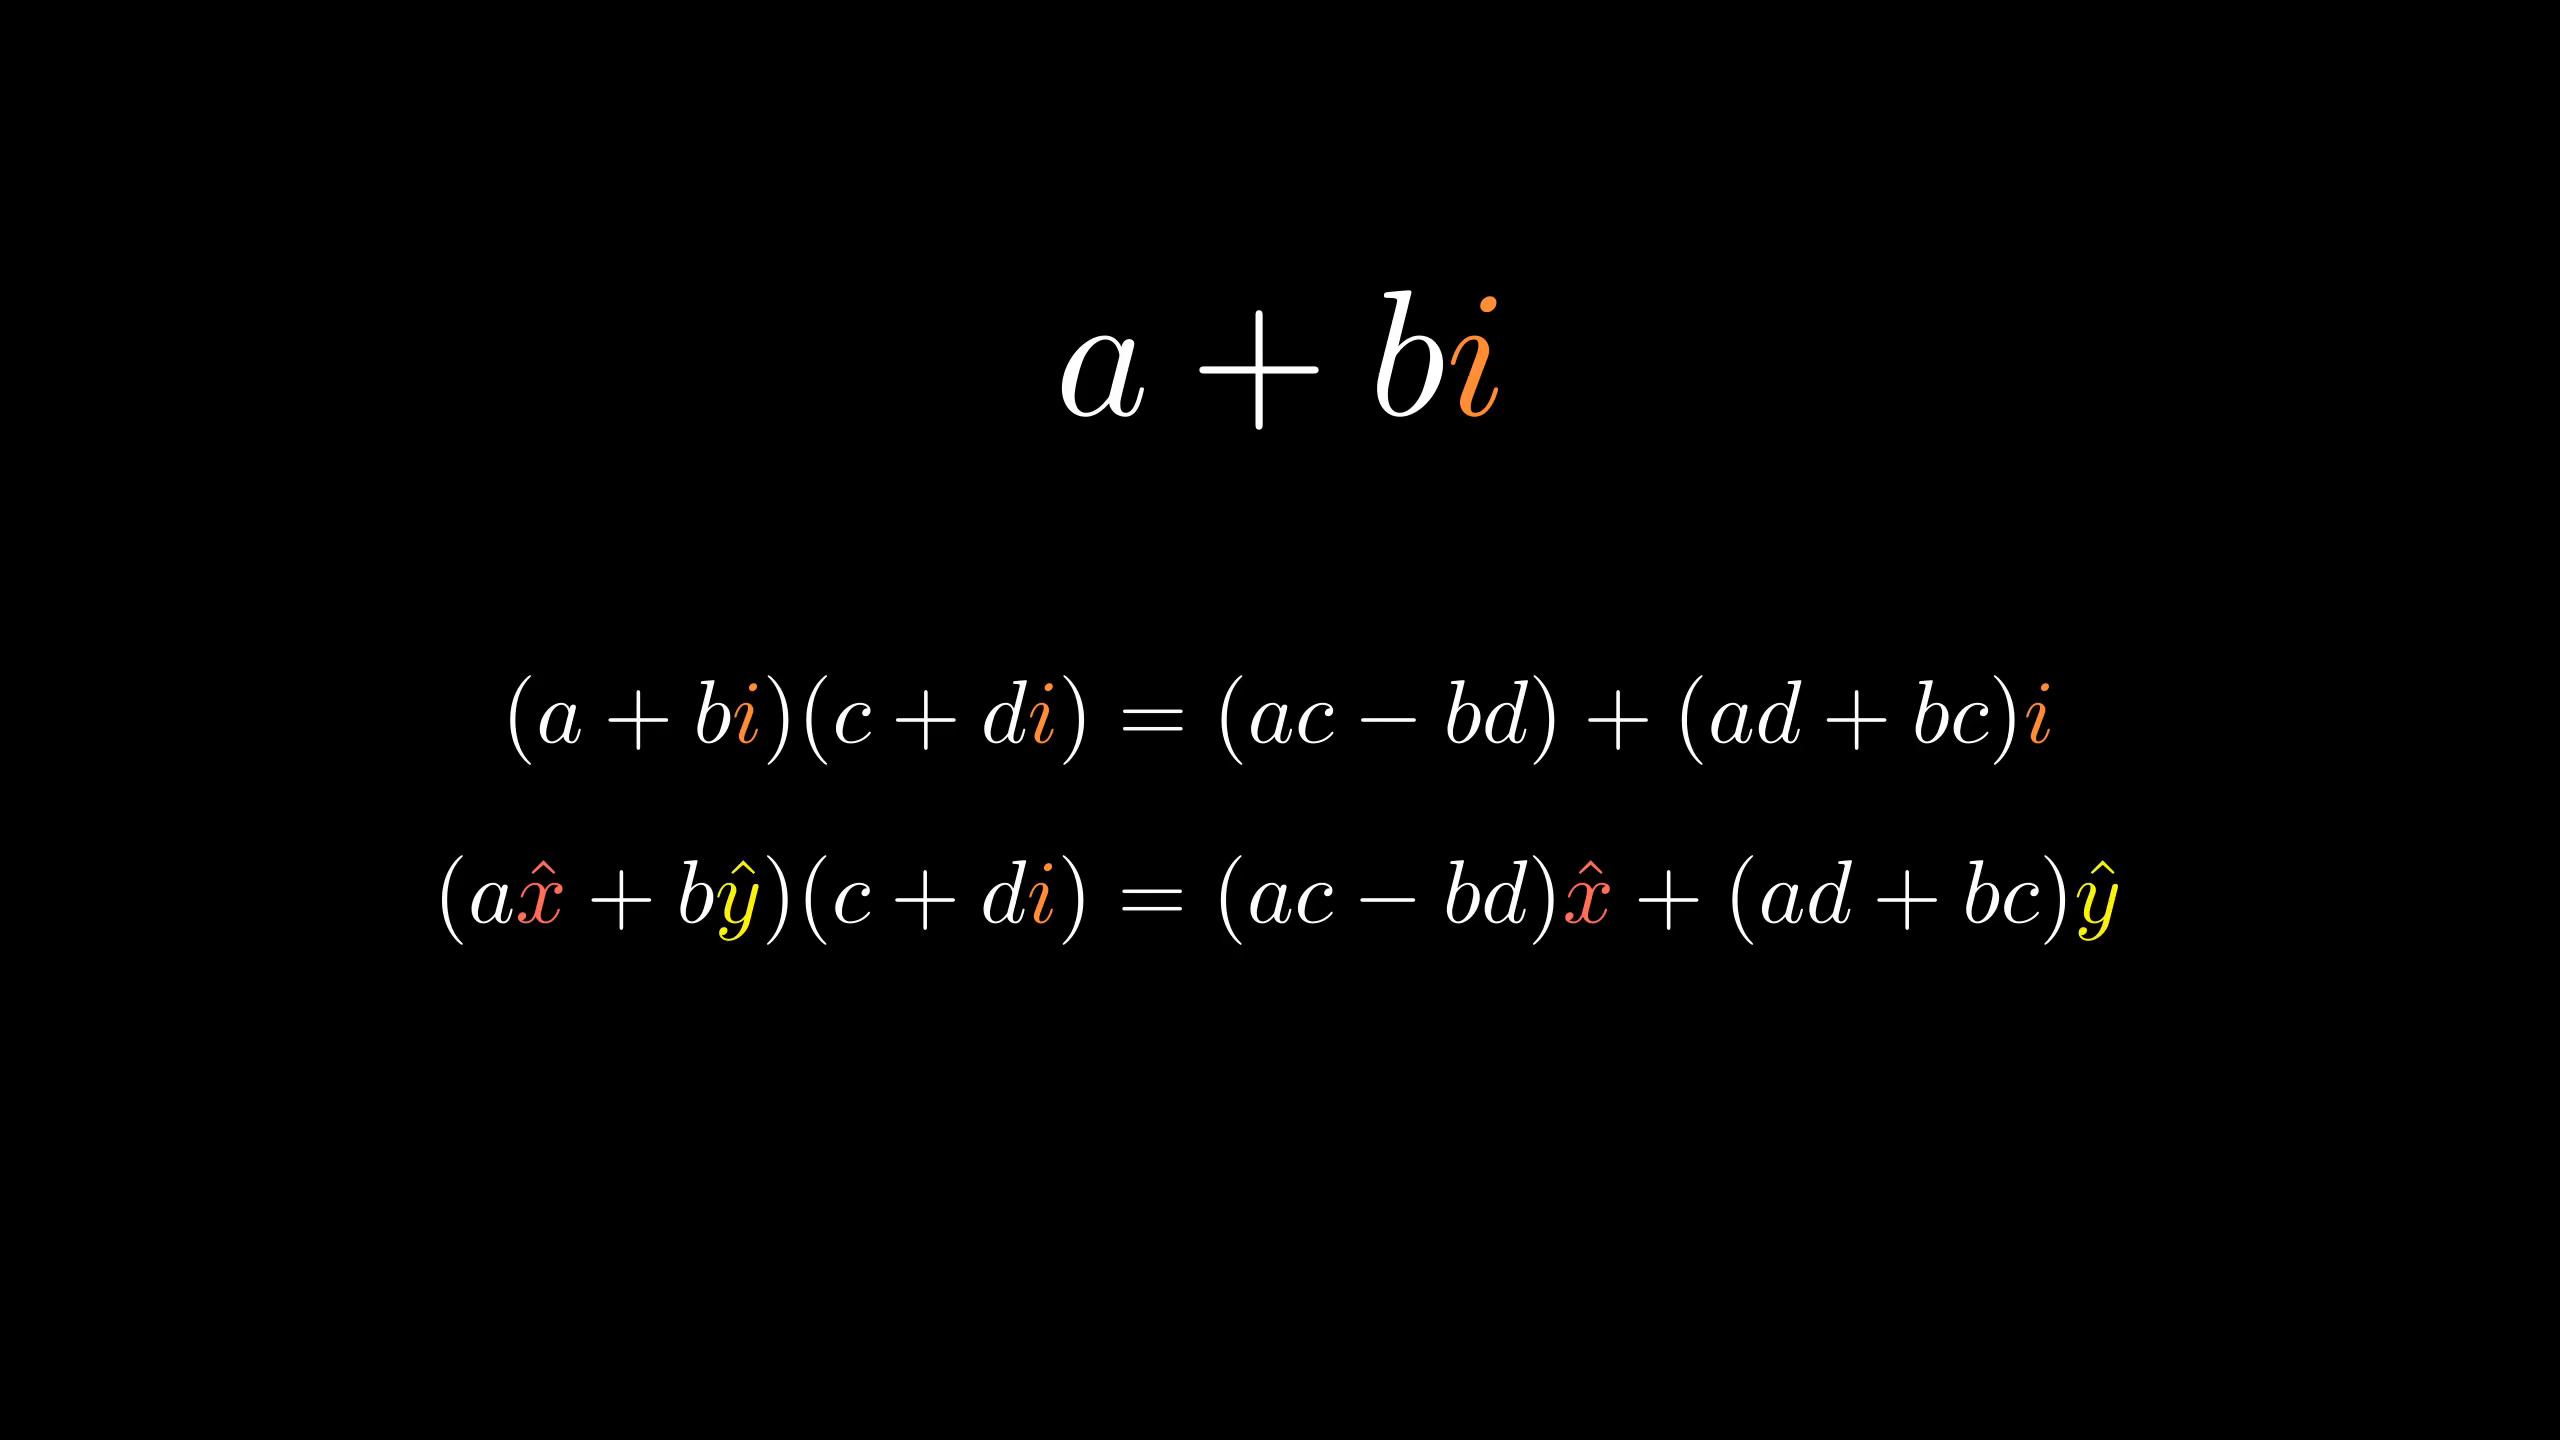 a + bi
(a + bi)(c + di) = (ac − bd) + (ad + bc)i
(ax̂ + bŷ)(c + di) = (ac − bd)x̂ + (ad + bc)ŷ